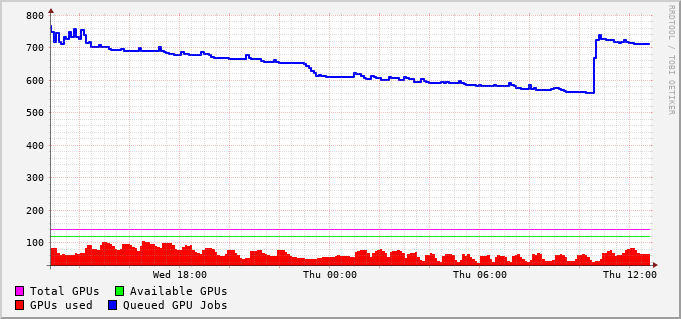 800
700
600
500
400
300
200
100
Wed 18:00 Thu 00:00 Thu 06:00 Thu 12:00
Total GPUs Available GPUs
GPUs used Queued GPU Jobs
RRDTOOL / TOBI OETIKER